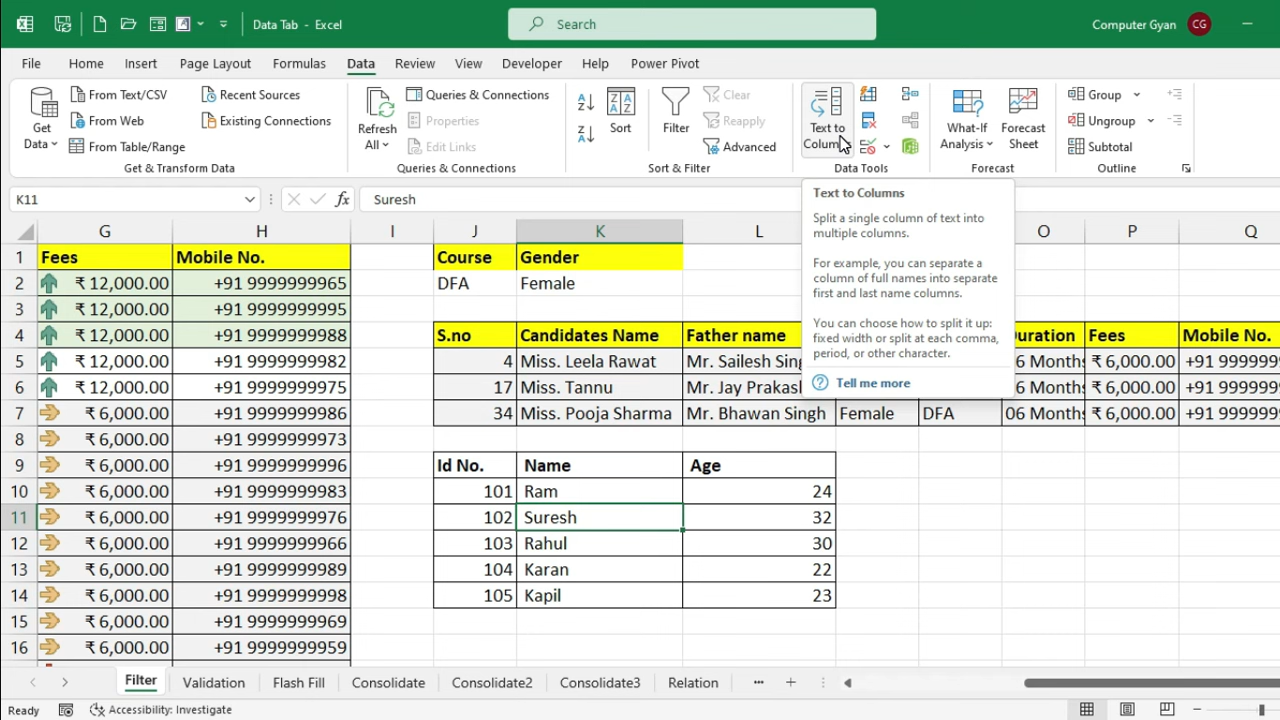 Data Tab - Excel
Search
Computer Gyan CG
File Home Insert Page Layout Formulas Data Review View Developer Help Power Pivot
Get Data
From Text/CSV
From Web
From Table/Range
Recent Sources
Existing Connections
Get & Transform Data
Refresh All
Queries & Connections
Properties
Edit Links
Queries & Connections
Sort
Filter
Clear
Reapply
Advanced
Sort & Filter
Text to
Data Tools
What-If Analysis
Forecast Sheet
Forecast
Group
Ungroup
Subtotal
Outline
K11 fx Suresh
Text to Columns
Split a single column of text into
multiple columns.
For example, you can separate a
column of full names into separate
first and last name columns.
You can choose how to split it up:
fixed width or split at each comma,
period, or other character.
Tell me more
G H I J K L O P Q
1 Fees Mobile No. Course Gender
2 ₹ 12,000.00 +91 9999999965 DFA Female
3 ₹ 12,000.00 +91 9999999995
4 ₹ 12,000.00 +91 9999999988 S.no Candidates Name Father name Fees Mobile No.
5 ₹ 12,000.00 +91 9999999982 4 Miss. Leela Rawat Mr. Sailesh ₹ 6,000.00
6 ₹ 12,000.00 +91 9999999975 17 Miss. Tannu Mr. Jay ₹ 6,000.00
7 ₹ 6,000.00 +91 9999999986 34 Miss. Pooja Sharma Mr. Bhawan Singh Female DFA 06 Months ₹ 6,000.00
8 ₹ 6,000.00 +91 9999999973
9 ₹ 6,000.00 +91 9999999996 Id No. Name Age
10 ₹ 6,000.00 +91 9999999983 101 Ram 24
11 ₹ 6,000.00 +91 9999999976 102 Suresh 32
12 ₹ 6,000.00 +91 9999999966 103 Rahul 30
13 ₹ 6,000.00 +91 9999999989 104 Karan 22
14 ₹ 6,000.00 +91 9999999998 105 Kapil 23
15 ₹ 6,000.00 +91 9999999969
16 ₹ 6,000.00 +91 9999999959
Filter Validation Flash Fill Consolidate Consolidate2 Consolidate3 Relation ...
Ready Accessibility: Investigate